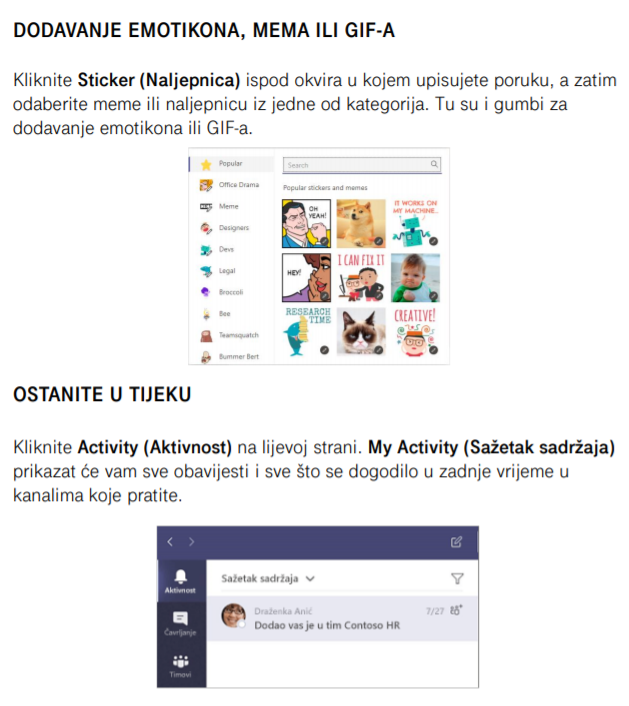 DODAVANJE EMOTIKONA, MEMA ILI GIF-A
Kliknite Sticker (Naljepnica) ispod okvira u kojem upisujete poruku, a zatim
odaberite meme ili naljepnicu iz jedne od kategorija. Tu su i gumbi za
dodavanje emotikona ili GIF-a.
Popular
Office Drama
Meme
Designers
Devs
Legal
Broccoli
Bee
Teamsquatch
Bummer Bert
Search
Popular stickers and memes
OH
YEAH!
IT WORKS ON
MY MACHINE...
HEY!
I CAN FIX IT
RESEARCH
TIME
CREATIVE!
OSTANITE U TIJEKU
Kliknite Activity (Aktivnost) na lijevoj strani. My Activity (Sažetak sadržaja)
prikazat će vam sve obavijesti i sve što se dogodilo u zadnje vrijeme u
kanalima koje pratite.
Aktivnost
Čavrljanje
Timovi
Sažetak sadržaja
Draženka Anić 7/27
Dodao vas je u tim Contoso HR